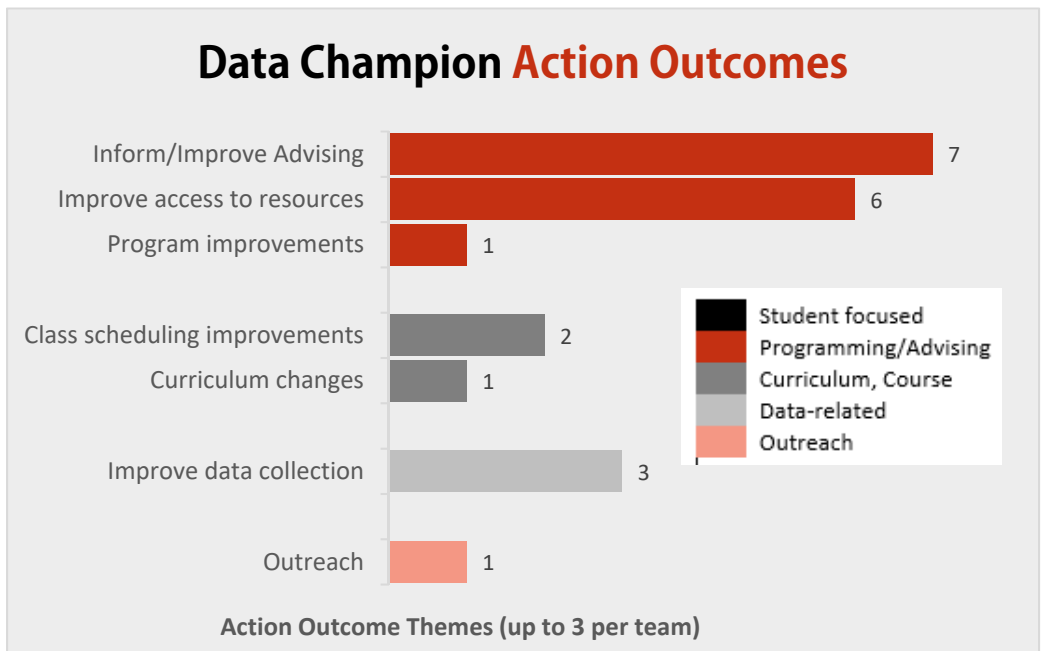 Data Champion Action Outcomes
Inform/Improve Advising 7
Improve access to resources 6
Program improvements 1
Class scheduling improvements 2
Curriculum changes 1
Improve data collection 3
Outreach 1
Student focused
Programming/Advising
Curriculum, Course
Data-related
Outreach
Action Outcome Themes (up to 3 per team)